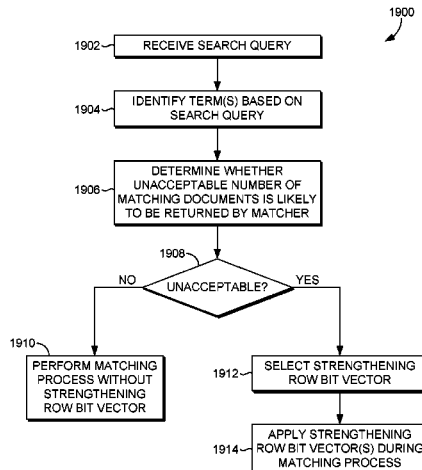 1900
1902
RECEIVE SEARCH QUERY
1904
IDENTIFY TERM(S) BASED ON
SEARCH QUERY
1906
DETERMINE WHETHER
UNACCEPTABLE NUMBER OF
MATCHING DOCUMENTS IS LIKELY
TO BE RETURNED BY MATCHER
1908
UNACCEPTABLE?
NO
YES
1910
PERFORM MATCHING
PROCESS WITHOUT
STRENGTHENING
ROW BIT VECTOR
1912
SELECT STRENGTHENING
ROW BIT VECTOR
1914
APPLY STRENGTHENING
ROW BIT VECTOR(S) DURING
MATCHING PROCESS